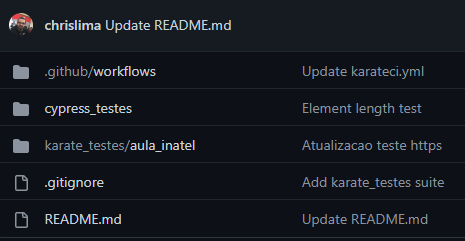 chrislima Update README.md
.github/workflows Update karateci.yml
cypress_testes Element length test
karate_testes/aula_inatel Atualizacao teste https
.gitignore Add karate_testes suite
README.md Update README.md